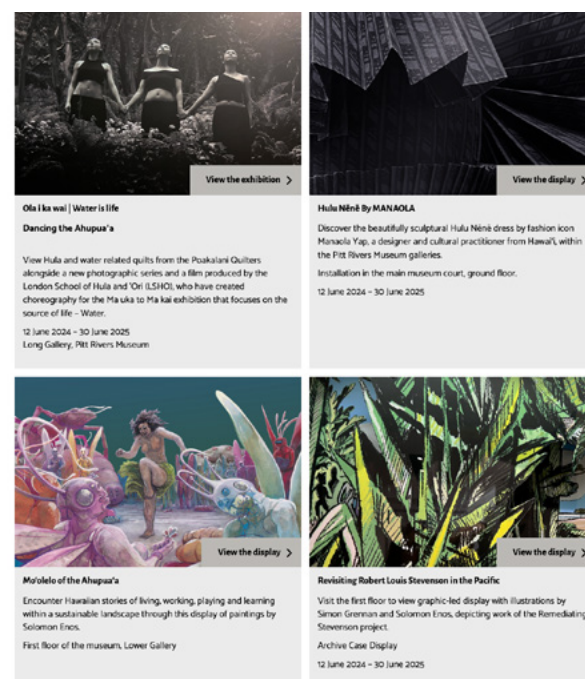 View the exhibition
Ola i ka wai | Water is life
Dancing the Ahupuaʻa
View Hula and water related quilts from the Poakalani Quilters
alongside a new photographic series and a film produced by the
London School of Hula and ʻOri (LSHO), who have created
choreography for the Ma uka to Ma kai exhibition that focuses on the
source of life – Water.
12 June 2024 – 30 June 2025
Long Gallery, Pitt Rivers Museum
View the display
Hulu Nēnē By MANAOLA
Discover the beautifully sculptural Hulu Nēnē dress by fashion icon
Manaola Yap, a designer and cultural practitioner from Hawaiʻi, within
the Pitt Rivers Museum galleries.
Installation in the main museum court, ground floor.
12 June 2024 – 30 June 2025
View the display
Moʻolelo of the Ahupuaʻa
Encounter Hawaiian stories of living, working, playing and learning
within a sustainable landscape through this display of paintings by
Solomon Enos.
First floor of the museum, Lower Gallery
View the display
Revisiting Robert Louis Stevenson in the Pacific
Visit the first floor to view graphic-led display with illustrations by
Simon Grennan and Solomon Enos, depicting work of the Remediating
Stevenson project.
Archive Case Display
12 June 2024 – 30 June 2025